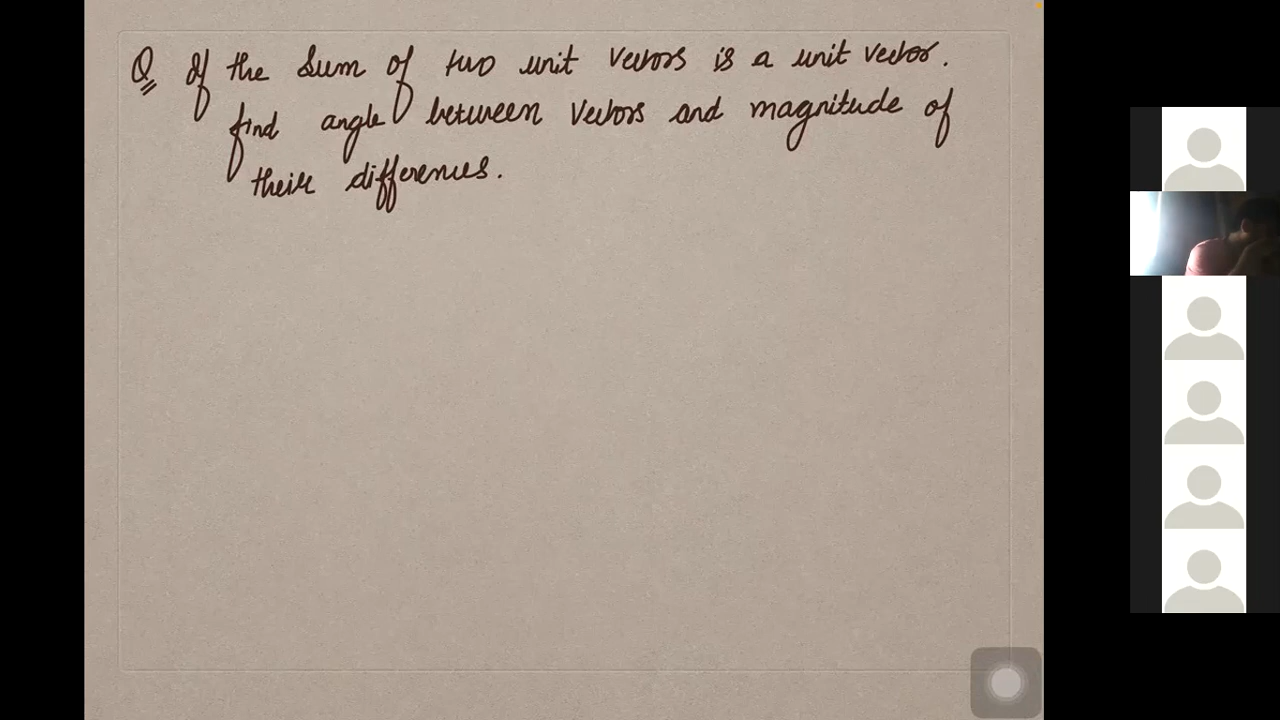 Q If the sum of two unit vectors is a unit vector.
find angle between vectors and magnitude of
their differences.